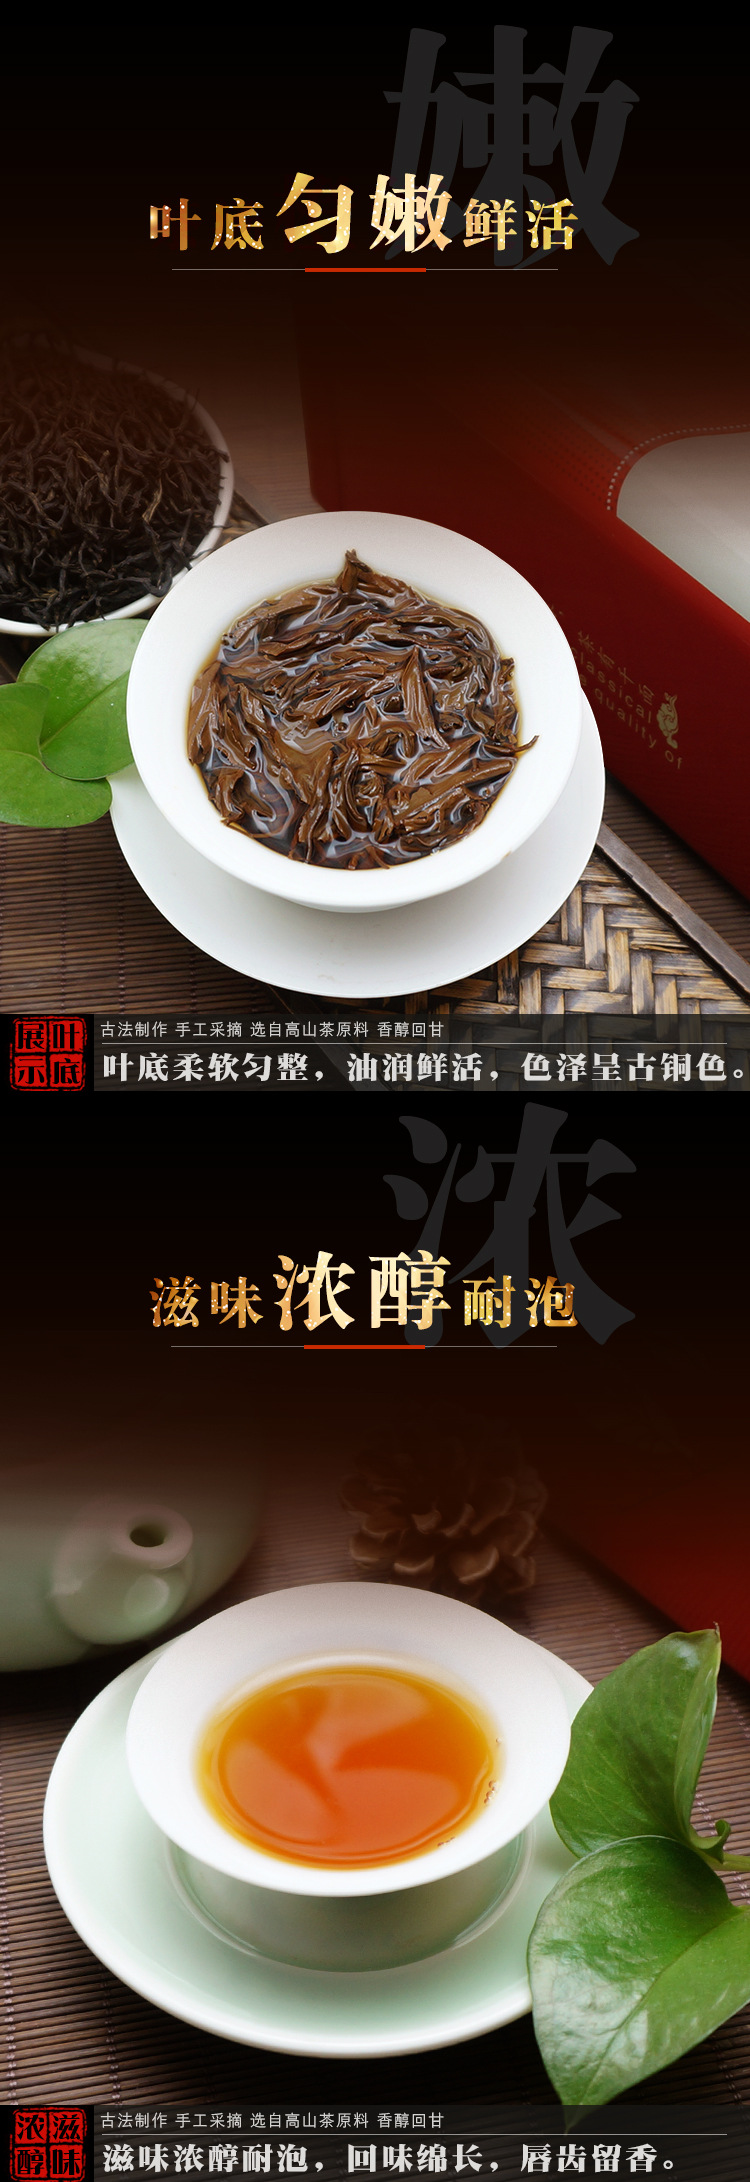 嫩
叶底匀嫩鲜活
classical
quality of
叶底
展示
古法制作 手工采摘 选自高山茶原料 香醇回甘
叶底柔软匀整，油润鲜活，色泽呈古铜色。
浓
滋味浓醇耐泡
滋味
浓醇
古法制作 手工采摘 选自高山茶原料 香醇回甘
滋味浓醇耐泡，回味绵长，唇齿留香。